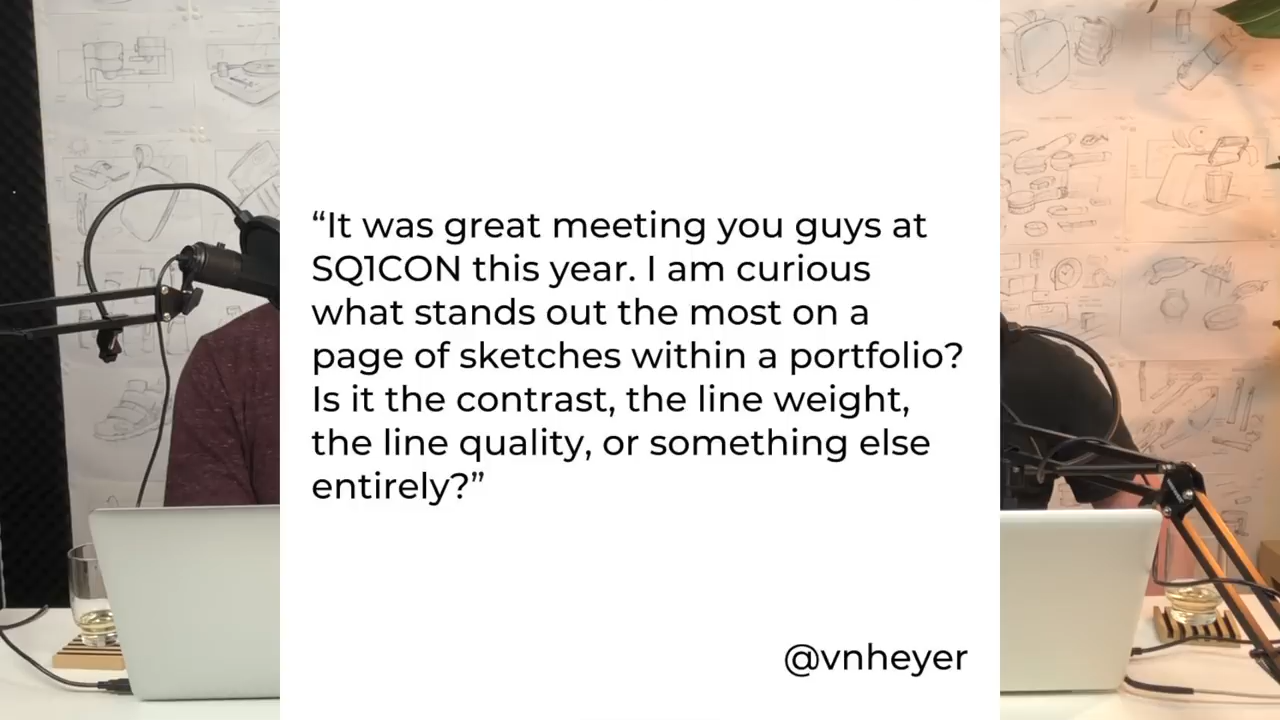 “It was great meeting you guys at
SQ1CON this year. I am curious
what stands out the most on a
page of sketches within a portfolio?
Is it the contrast, the line weight,
the line quality, or something else
entirely?”
@vnheyer